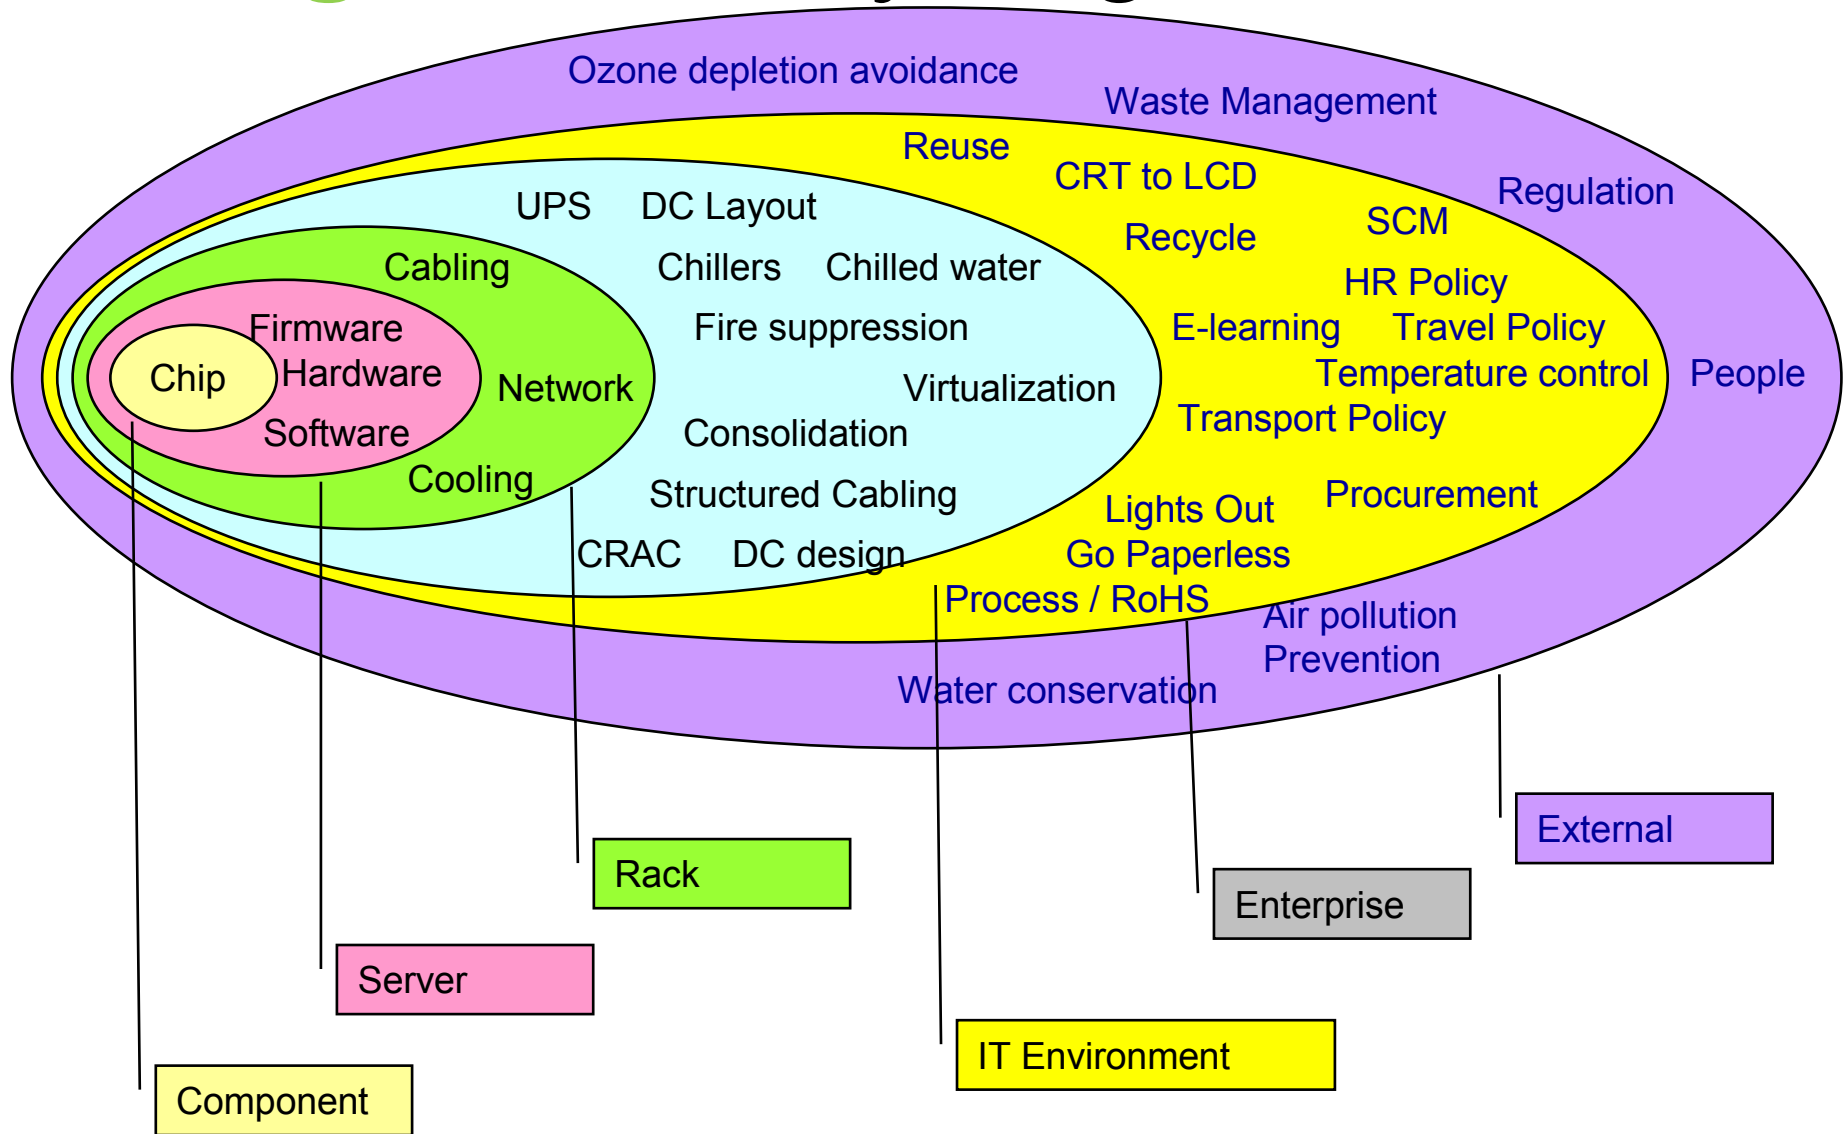 Ozone depletion avoidance
Waste Management
Reuse
CRT to LCD
Regulation
UPS DC Layout
SCM
Recycle
Cabling
Chillers Chilled water
HR Policy
Firmware
Fire suppression
E-learning Travel Policy
Chip
Hardware
Network
Virtualization
Temperature control
People
Transport Policy
Software
Consolidation
Cooling
Structured Cabling
Procurement
Lights Out
CRAC DC design
Go Paperless
Process / RoHS
Air pollution
Prevention
Water conservation
External
Rack
Enterprise
Server
IT Environment
Component